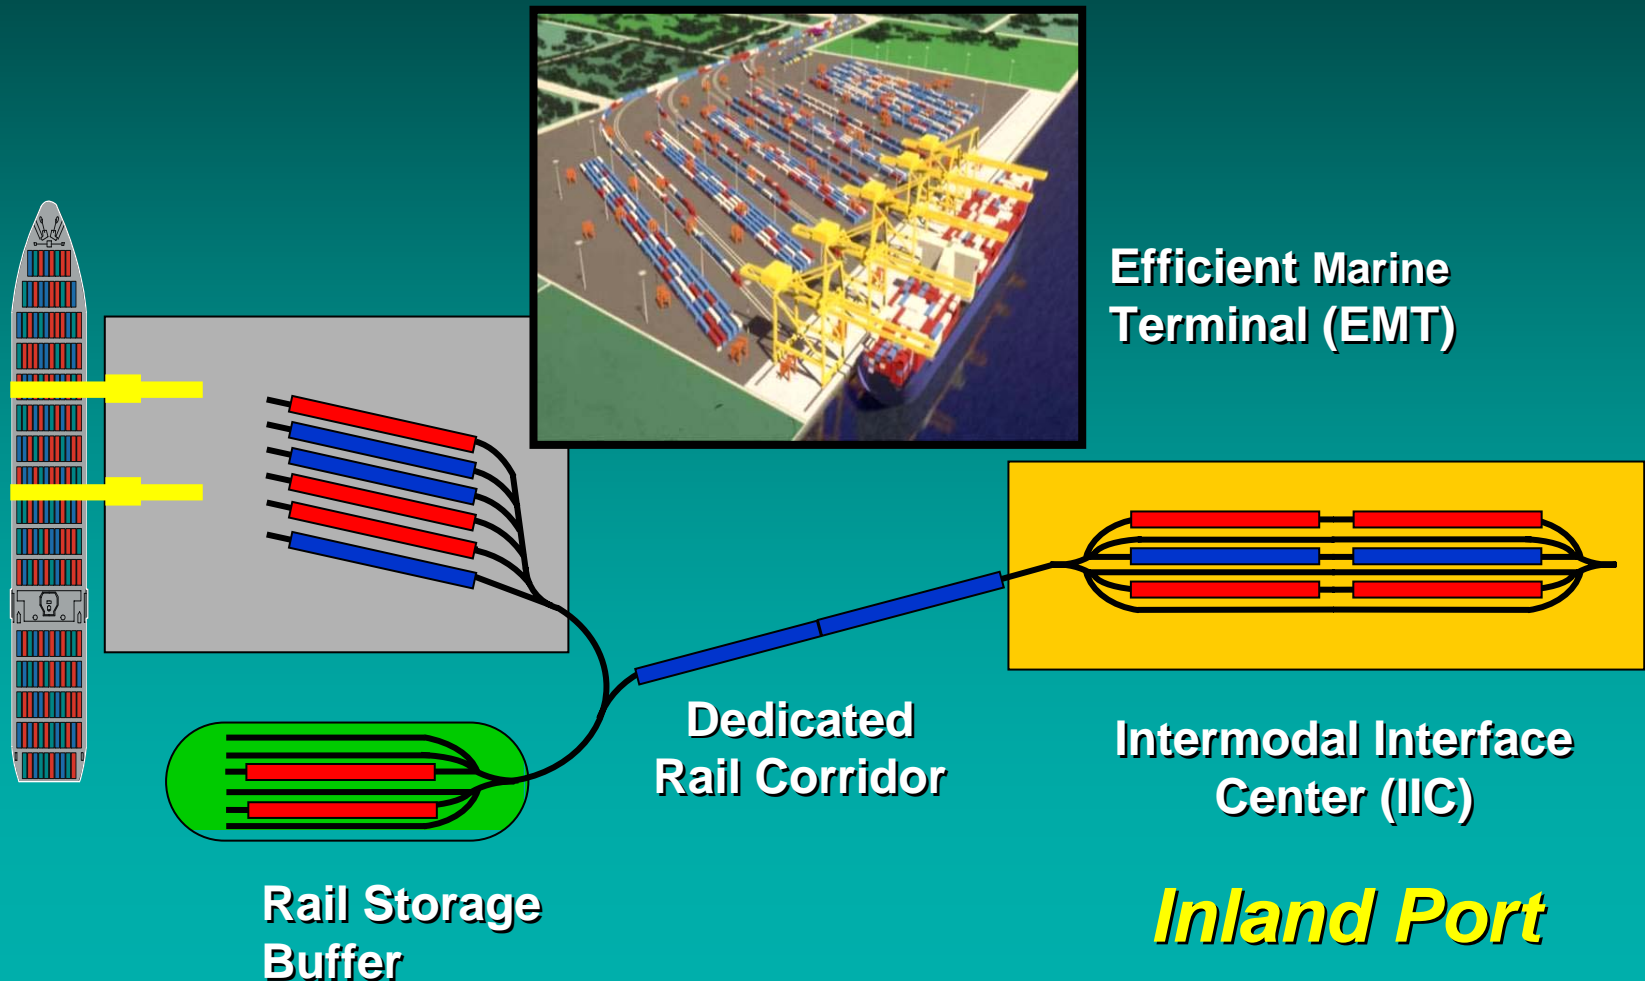 Efficient Marine
Terminal (EMT)
Dedicated
Rail Corridor
Intermodal Interface
Center (IIC)
Rail Storage
Buffer
Inland Port